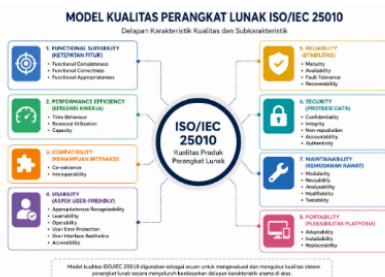 MODEL KUALITAS PERANGKAT LUNAK ISO/IEC 25010
Delapan Karakteristik Kualitas dan Subkarakteristik
1. FUNCTIONAL SUITABILITY
(KETEPATAN FITUR)
• Functional Completeness
• Functional Correctness
• Functional Appropriateness
2. PERFORMANCE EFFICIENCY
(EFISIENSI KINERJA)
• Time Behaviour
• Resource Utilization
• Capacity
3. COMPATIBILITY
(KEMAMPUAN INTERAKSI)
• Co-existence
• Interoperability
4. USABILITY
(ASPEK USER-FRIENDLY)
• Appropriateness Recognizability
• Learnability
• Operability
• User Error Protection
• User Interface Aesthetics
• Accessibility
ISO/IEC
25010
Kualitas Produk
Perangkat Lunak
5. RELIABILITY
(STABILITAS)
• Maturity
• Availability
• Fault Tolerance
• Recoverability
6. SECURITY
(PROTEKSI DATA)
• Confidentiality
• Integrity
• Non-repudiation
• Accountability
• Authenticity
7. MAINTAINABILITY
(KEMUDAHAN RAWAT)
• Modularity
• Reusability
• Analysability
• Modifiability
• Testability
8. PORTABILITY
(FLEKSIBILITAS PLATFORM)
• Adaptability
• Installability
• Replaceability
Model kualitas ISO/IEC 25010 digunakan sebagai acuan untuk mengevaluasi dan mengukur kualitas sistem
perangkat lunak secara menyeluruh berdasarkan delapan karakteristik utama di atas.